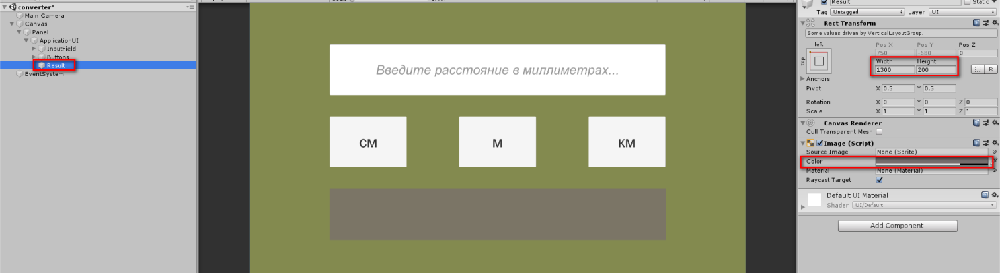 converter*
Main Camera
Canvas
Panel
ApplicationUI
InputField
Buttons
Result
EventSystem
Введите расстояние в миллиметрах...
СМ
М
КМ
Result
Static
Tag Untagged Layer UI
Rect Transform
Some values driven by VerticalLayoutGroup.
left
Pos X Pos Y Pos Z
750 -680 0
top
Width Height
1300 200
R
Anchors
Pivot X 0.5 Y 0.5
Rotation X 0 Y 0 Z 0
Scale X 1 Y 1 Z 1
Canvas Renderer
Cull Transparent Mesh
Image (Script)
Source Image None (Sprite)
Color
Material None (Material)
Raycast Target
Default UI Material
Shader UI/Default
Add Component